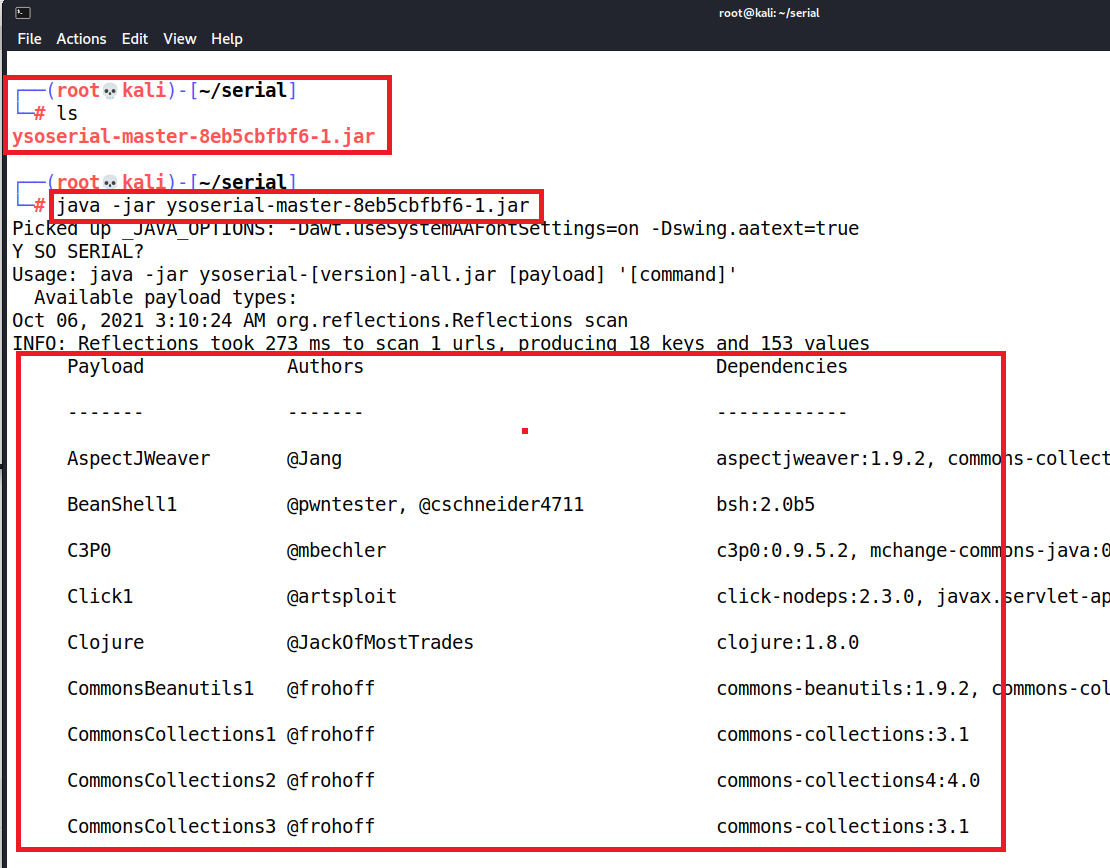 root@kali: ~/serial
File Actions Edit View Help
┌──(root💀kali)-[~/serial]
└─# ls
ysoserial-master-8eb5cbfbf6-1.jar
┌──(root💀kali)-[~/serial]
└─# java -jar ysoserial-master-8eb5cbfbf6-1.jar
Picked up _JAVA_OPTIONS: -Dawt.useSystemAAFontSettings=on -Dswing.aatext=true
Y SO SERIAL?
Usage: java -jar ysoserial-[version]-all.jar [payload] '[command]'
Available payload types:
Oct 06, 2021 3:10:24 AM org.reflections.Reflections scan
INFO: Reflections took 273 ms to scan 1 urls, producing 18 keys and 153 values
Payload Authors Dependencies
------- ------- ------------
AspectJWeaver @Jang aspectjweaver:1.9.2, commons-collect
BeanShell1 @pwntester, @cschneider4711 bsh:2.0b5
C3P0 @mbechler c3p0:0.9.5.2, mchange-commons-java:0
Click1 @artsploit click-nodeps:2.3.0, javax.servlet-ap
Clojure @JackOfMostTrades clojure:1.8.0
CommonsBeanutils1 @frohoff commons-beanutils:1.9.2, commons-col
CommonsCollections1 @frohoff commons-collections:3.1
CommonsCollections2 @frohoff commons-collections4:4.0
CommonsCollections3 @frohoff commons-collections:3.1